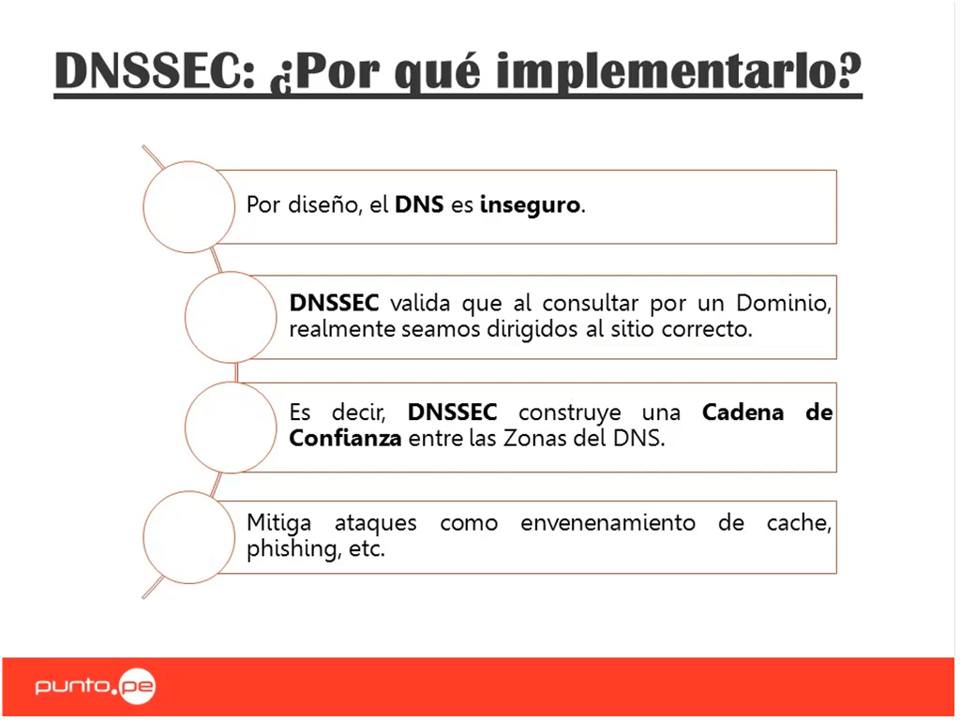 DNSSEC: ¿Por qué implementarlo?
Por diseño, el DNS es inseguro.
DNSSEC valida que al consultar por un Dominio,
realmente seamos dirigidos al sitio correcto.
Es decir, DNSSEC construye una Cadena de
Confianza entre las Zonas del DNS.
Mitiga ataques como envenenamiento de cache,
phishing, etc.
punto.pe